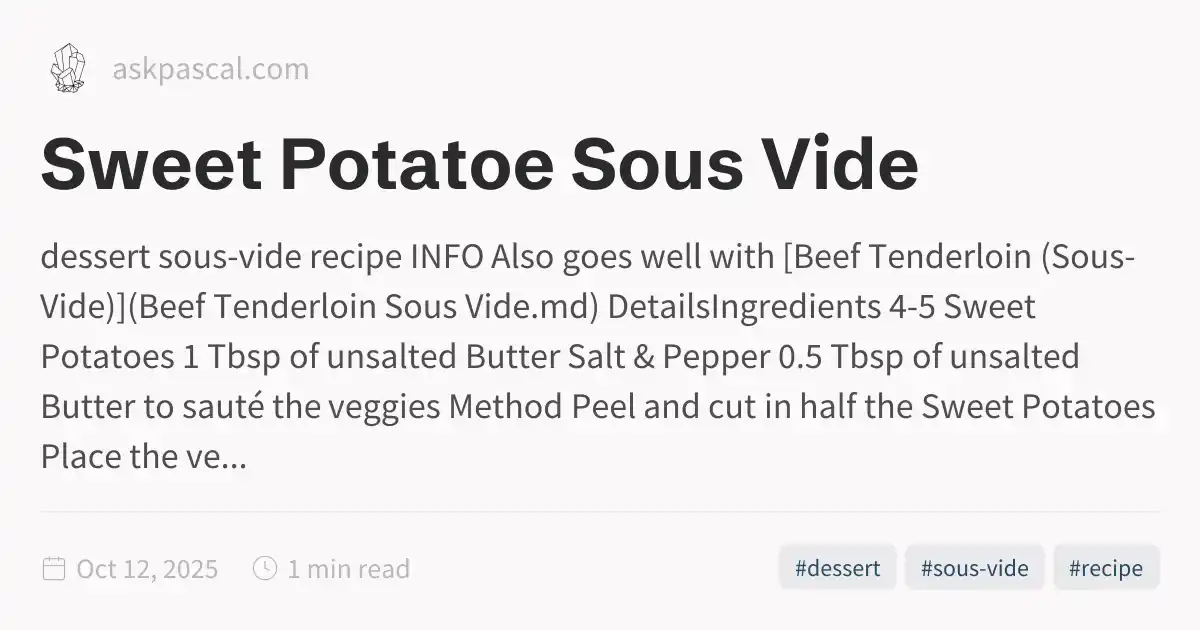 askpascal.com
Sweet Potatoe Sous Vide
dessert sous-vide recipe INFO Also goes well with [Beef Tenderloin (Sous-
Vide)](Beef Tenderloin Sous Vide.md) DetailsIngredients 4-5 Sweet
Potatoes 1 Tbsp of unsalted Butter Salt & Pepper 0.5 Tbsp of unsalted
Butter to sauté the veggies Method Peel and cut in half the Sweet Potatoes
Place the ve...
Oct 12, 2025 1 min read #dessert #sous-vide #recipe